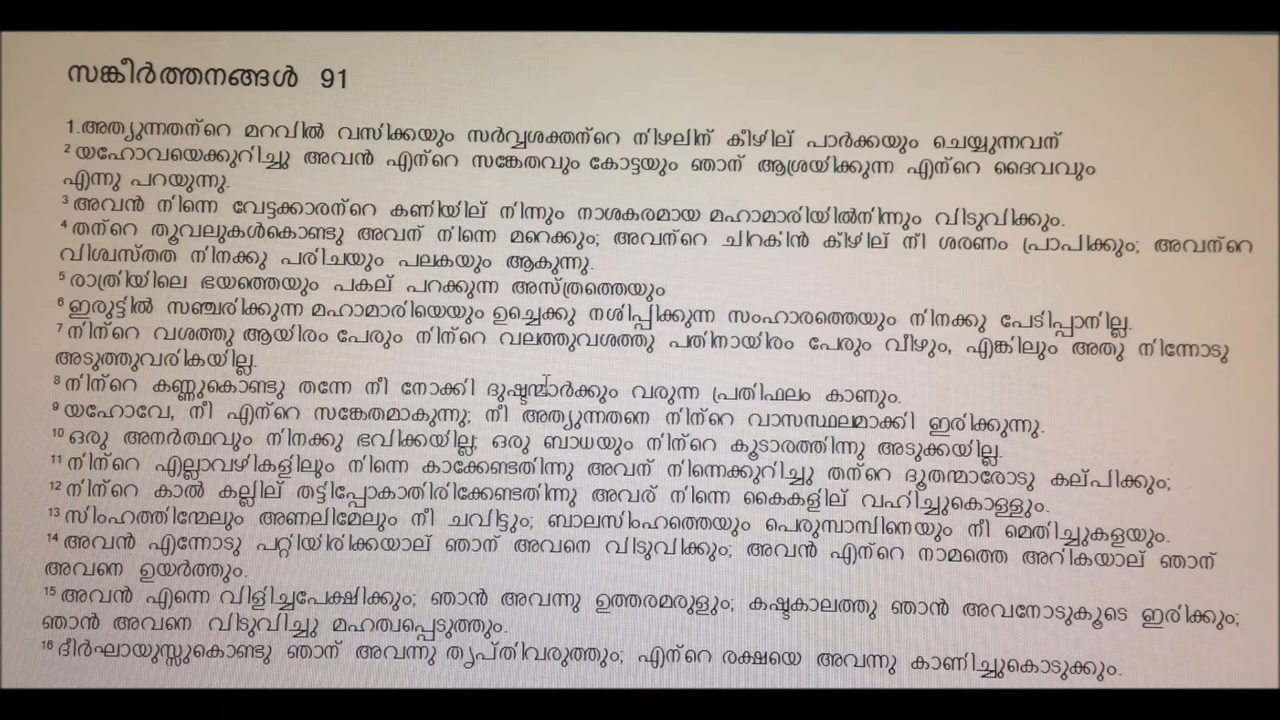 സങ്കീർത്തനങ്ങൾ 91
1.അത്യുന്നതന്റെ മറവിൽ വസിക്കയും സർവ്വശക്തന്റെ നിഴലിന് കീഴില് പാർക്കയും ചെയ്യുന്നവന്
2 യഹോവയെക്കുറിച്ചു അവൻ എന്റെ സങ്കേതവും കോട്ടയും ഞാന് ആശ്രയിക്കുന്ന എന്റെ ദൈവവും
എന്നു പറയുന്നു.
3 അവൻ നിന്നെ വേട്ടക്കാരന്റെ കണിയില് നിന്നും നാശകരമായ മഹാമാരിയിൽനിന്നും വിടുവിക്കും.
4 തന്റെ തൂവലുകൾകൊണ്ടു അവന് നിന്നെ മറെക്കും; അവന്റെ ചിറകിൻ കീഴില് നീ ശരണം പ്രാപിക്കും; അവന്റെ
വിശ്വസ്തത നിനക്കു പരിചയും പലകയും ആകുന്നു.
5 രാത്രിയിലെ ഭയത്തെയും പകല് പറക്കുന്ന അസ്ത്രത്തെയും
6 ഇരുട്ടിൽ സഞ്ചരിക്കുന്ന മഹാമാരിയെയും ഉച്ചെക്കു നശിപ്പിക്കുന്ന സംഹാരത്തെയും നിനക്കു പേടിപ്പാനില്ല.
7 നിന്റെ വശത്തു ആയിരം പേരും നിന്റെ വലത്തുവശത്തു പതിനായിരം പേരും വീഴും, എങ്കിലും അതു നിന്നോടു
അടുത്തുവരികയില്ല.
8 നിന്റെ കണ്ണുകൊണ്ടു തന്നേ നീ നോക്കി ദുഷ്ടന്മാർക്കും വരുന്ന പ്രതിഫലം കാണും.
9 യഹോവേ, നീ എന്റെ സങ്കേതമാകുന്നു; നീ അത്യുന്നതനെ നിന്റെ വാസസ്ഥലമാക്കി ഇരിക്കുന്നു.
10 ഒരു അനർത്ഥവും നിനക്കു ഭവിക്കയില്ല; ഒരു ബാധയും നിന്റെ കൂടാരത്തിന്നു അടുക്കയില്ല.
11 നിന്റെ എല്ലാവഴികളിലും നിന്നെ കാക്കേണ്ടതിന്നു അവന് നിന്നെക്കുറിച്ചു തന്റെ ദൂതന്മാരോടു കല്പിക്കും;
12 നിന്റെ കാൽ കല്ലില് തട്ടിപ്പോകാതിരിക്കേണ്ടതിന്നു അവര് നിന്നെ കൈകളില് വഹിച്ചുകൊള്ളും.
13 സിംഹത്തിന്മേലും അണലിമേലും നീ ചവിട്ടും; ബാലസിംഹത്തെയും പെരുമ്പാമ്പിനെയും നീ മെതിച്ചുകളയും.
14 അവൻ എന്നോടു പറ്റിയിരിക്കയാല് ഞാന് അവനെ വിടുവിക്കും; അവൻ എന്റെ നാമത്തെ അറികയാല് ഞാന്
അവനെ ഉയർത്തും.
15 അവൻ എന്നെ വിളിച്ചപേക്ഷിക്കും; ഞാൻ അവന്നു ഉത്തരമരുളും; കഷ്ടകാലത്തു ഞാൻ അവനോടുകൂടെ ഇരിക്കും;
ഞാൻ അവനെ വിടുവിച്ചു മഹത്വപ്പെടുത്തും.
16 ദീർഘായുസ്സുകൊണ്ടു ഞാന് അവന്നു തൃപ്തിവരുത്തും; എന്റെ രക്ഷയെ അവന്നു കാണിച്ചുകൊടുക്കും.